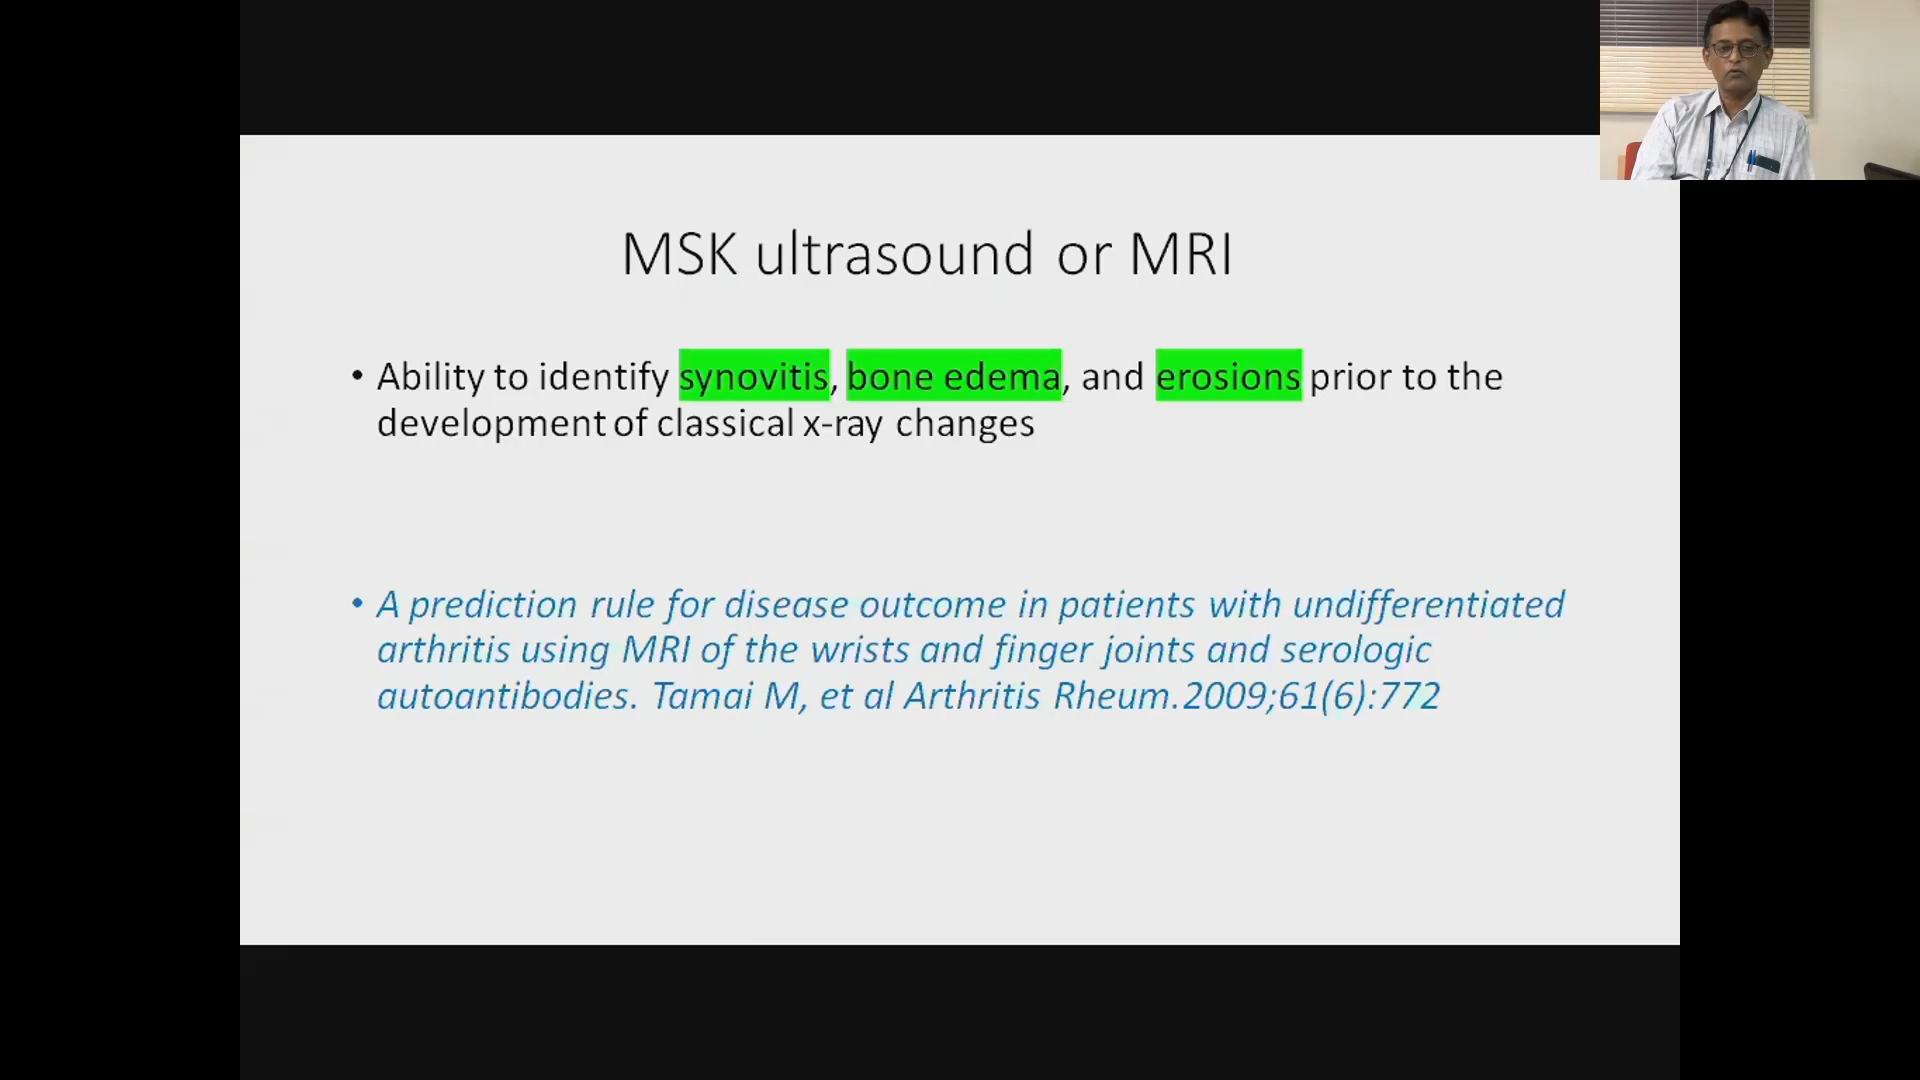 MSK ultrasound or MRI
• Ability to identify synovitis, bone edema, and erosions prior to the
development of classical x-ray changes
• A prediction rule for disease outcome in patients with undifferentiated
arthritis using MRI of the wrists and finger joints and serologic
autoantibodies. Tamai M, et al Arthritis Rheum.2009;61(6):772